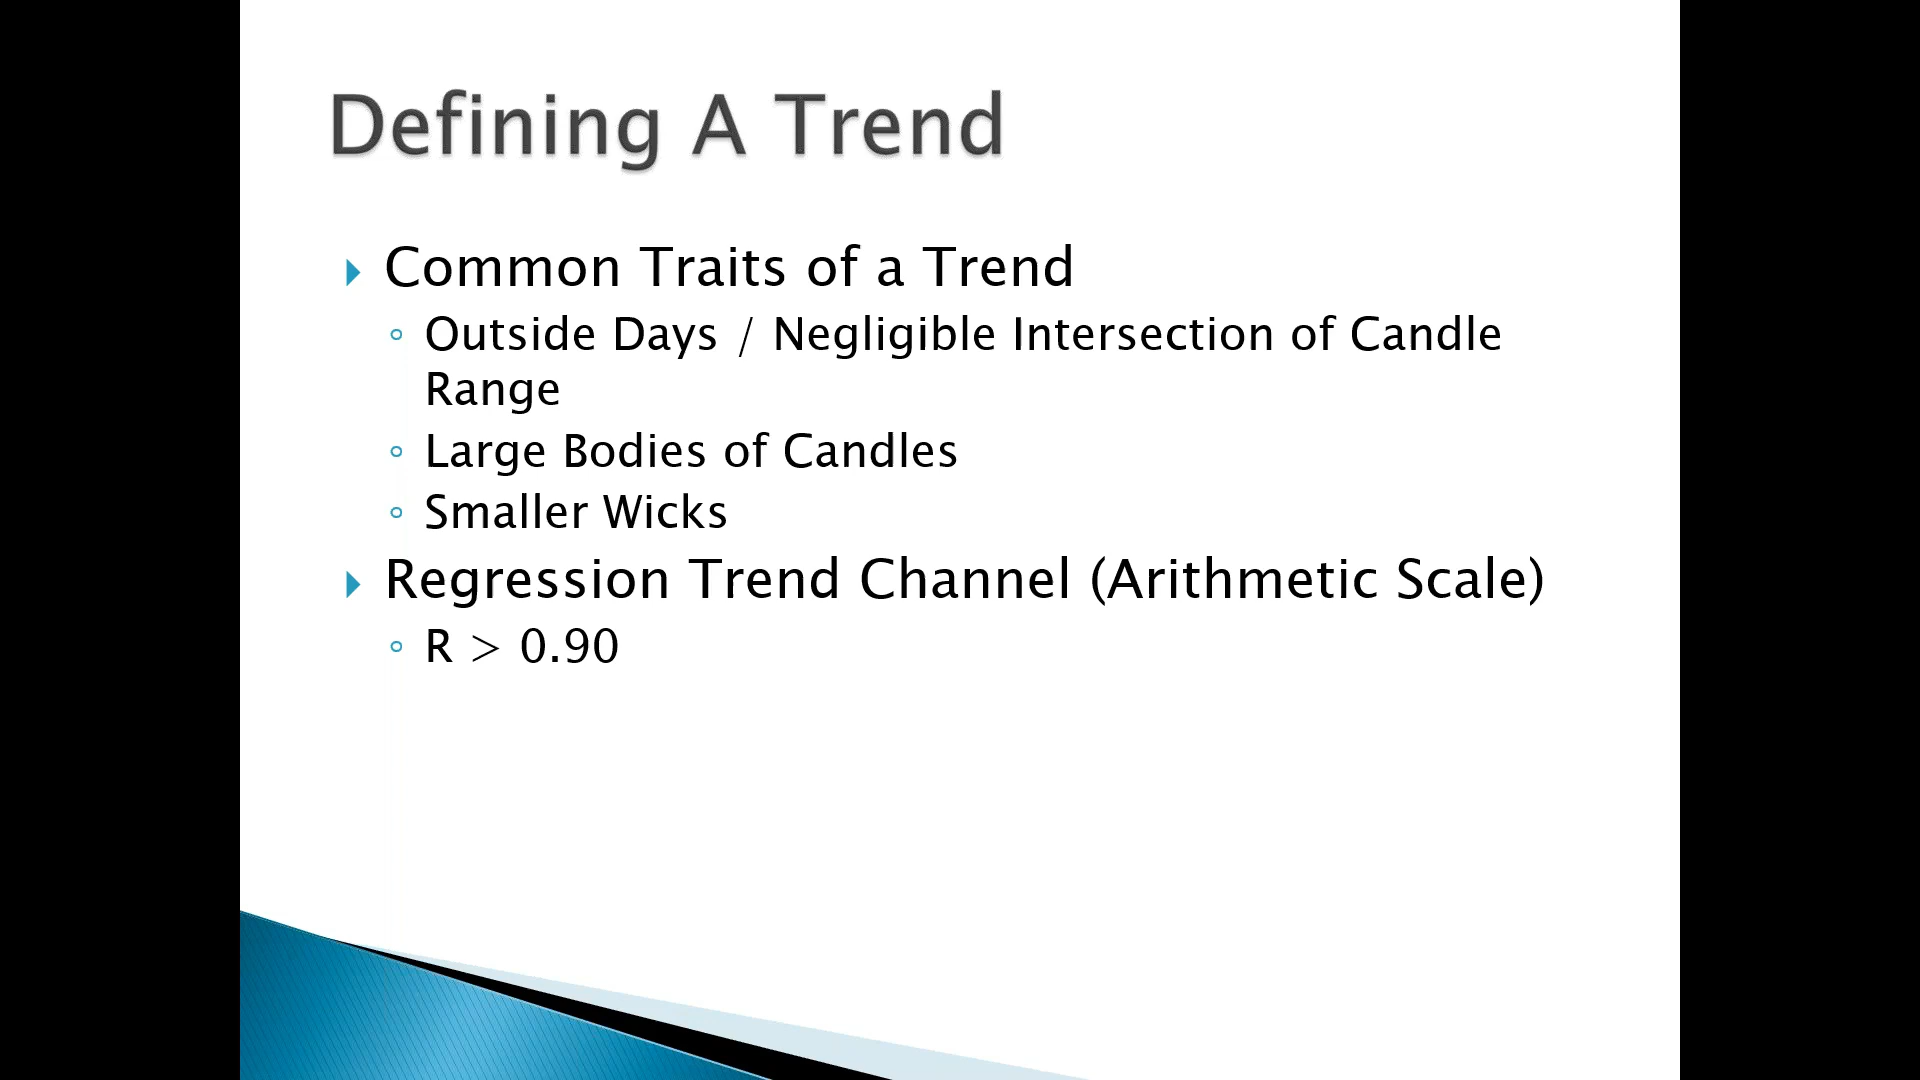 Defining A Trend
Common Traits of a Trend
Outside Days / Negligible Intersection of Candle
Range
Large Bodies of Candles
Smaller Wicks
Regression Trend Channel (Arithmetic Scale)
R > 0.90